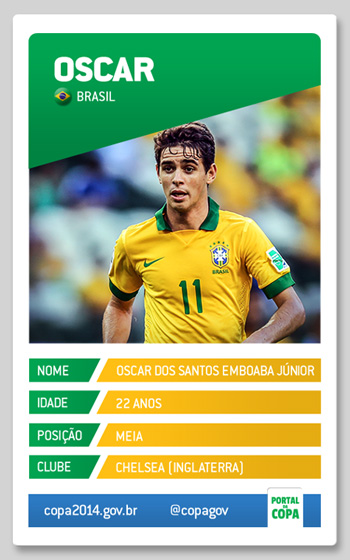 OSCAR
BRASIL
BRASIL
11
NOME OSCAR DOS SANTOS EMBOABA JÚNIOR
IDADE 22 ANOS
POSIÇÃO MEIA
CLUBE CHELSEA (INGLATERRA)
copa2014.gov.br @copagov
PORTAL
DA
COPA